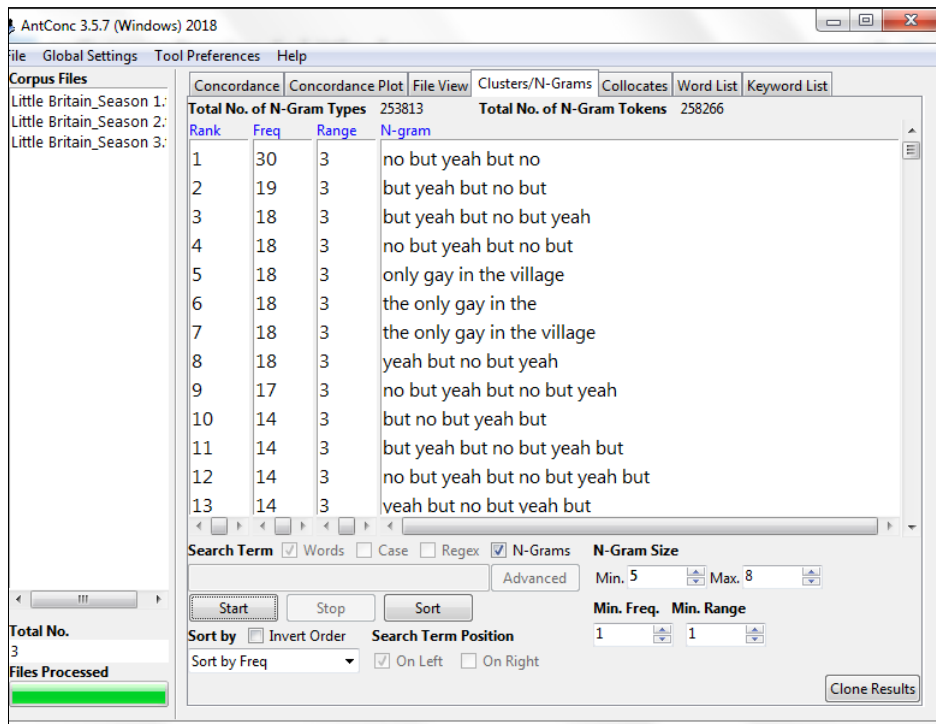 AntConc 3.5.7 (Windows) 2018
File Global Settings Tool Preferences Help
Corpus Files
Little Britain_Season 1.
Little Britain_Season 2.
Little Britain_Season 3.
Total No.
3
Files Processed
Concordance Concordance Plot File View Clusters/N-Grams Collocates Word List Keyword List
Total No. of N-Gram Types 253813 Total No. of N-Gram Tokens 258266
Rank Freq Range N-gram
1 30 3 no but yeah but no
2 19 3 but yeah but no but
3 18 3 but yeah but no but yeah
4 18 3 no but yeah but no but
5 18 3 only gay in the village
6 18 3 the only gay in the
7 18 3 the only gay in the village
8 18 3 yeah but no but yeah
9 17 3 no but yeah but no but yeah
10 14 3 but no but yeah but
11 14 3 but yeah but no but yeah but
12 14 3 no but yeah but no but yeah but
13 14 3 yeah but no but yeah but
Search Term Words Case Regex N-Grams N-Gram Size
Advanced Min. 5 Max. 8
Start Stop Sort Min. Freq. Min. Range
1 1
Sort by Invert Order Search Term Position
Sort by Freq On Left On Right
Clone Results